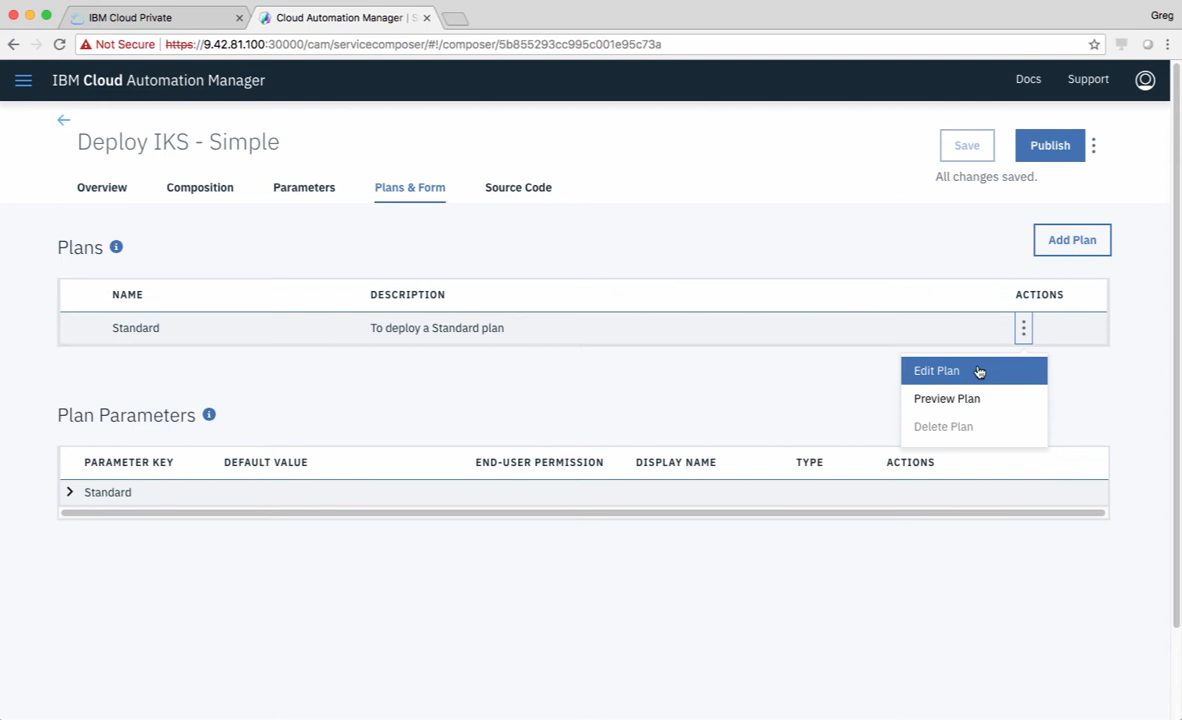 IBM Cloud Private
Cloud Automation Manager | S
Greg
Not Secure https://9.42.81.100:30000/cam/servicecomposer/#!/composer/5b855293cc995c001e95c73a
IBM Cloud Automation Manager
Docs
Support
Deploy IKS - Simple
Save
Publish
All changes saved.
Overview
Composition
Parameters
Plans & Form
Source Code
Plans
Add Plan
NAME DESCRIPTION ACTIONS
Standard To deploy a Standard plan
Edit Plan
Preview Plan
Delete Plan
Plan Parameters
PARAMETER KEY DEFAULT VALUE END-USER PERMISSION DISPLAY NAME TYPE ACTIONS
Standard